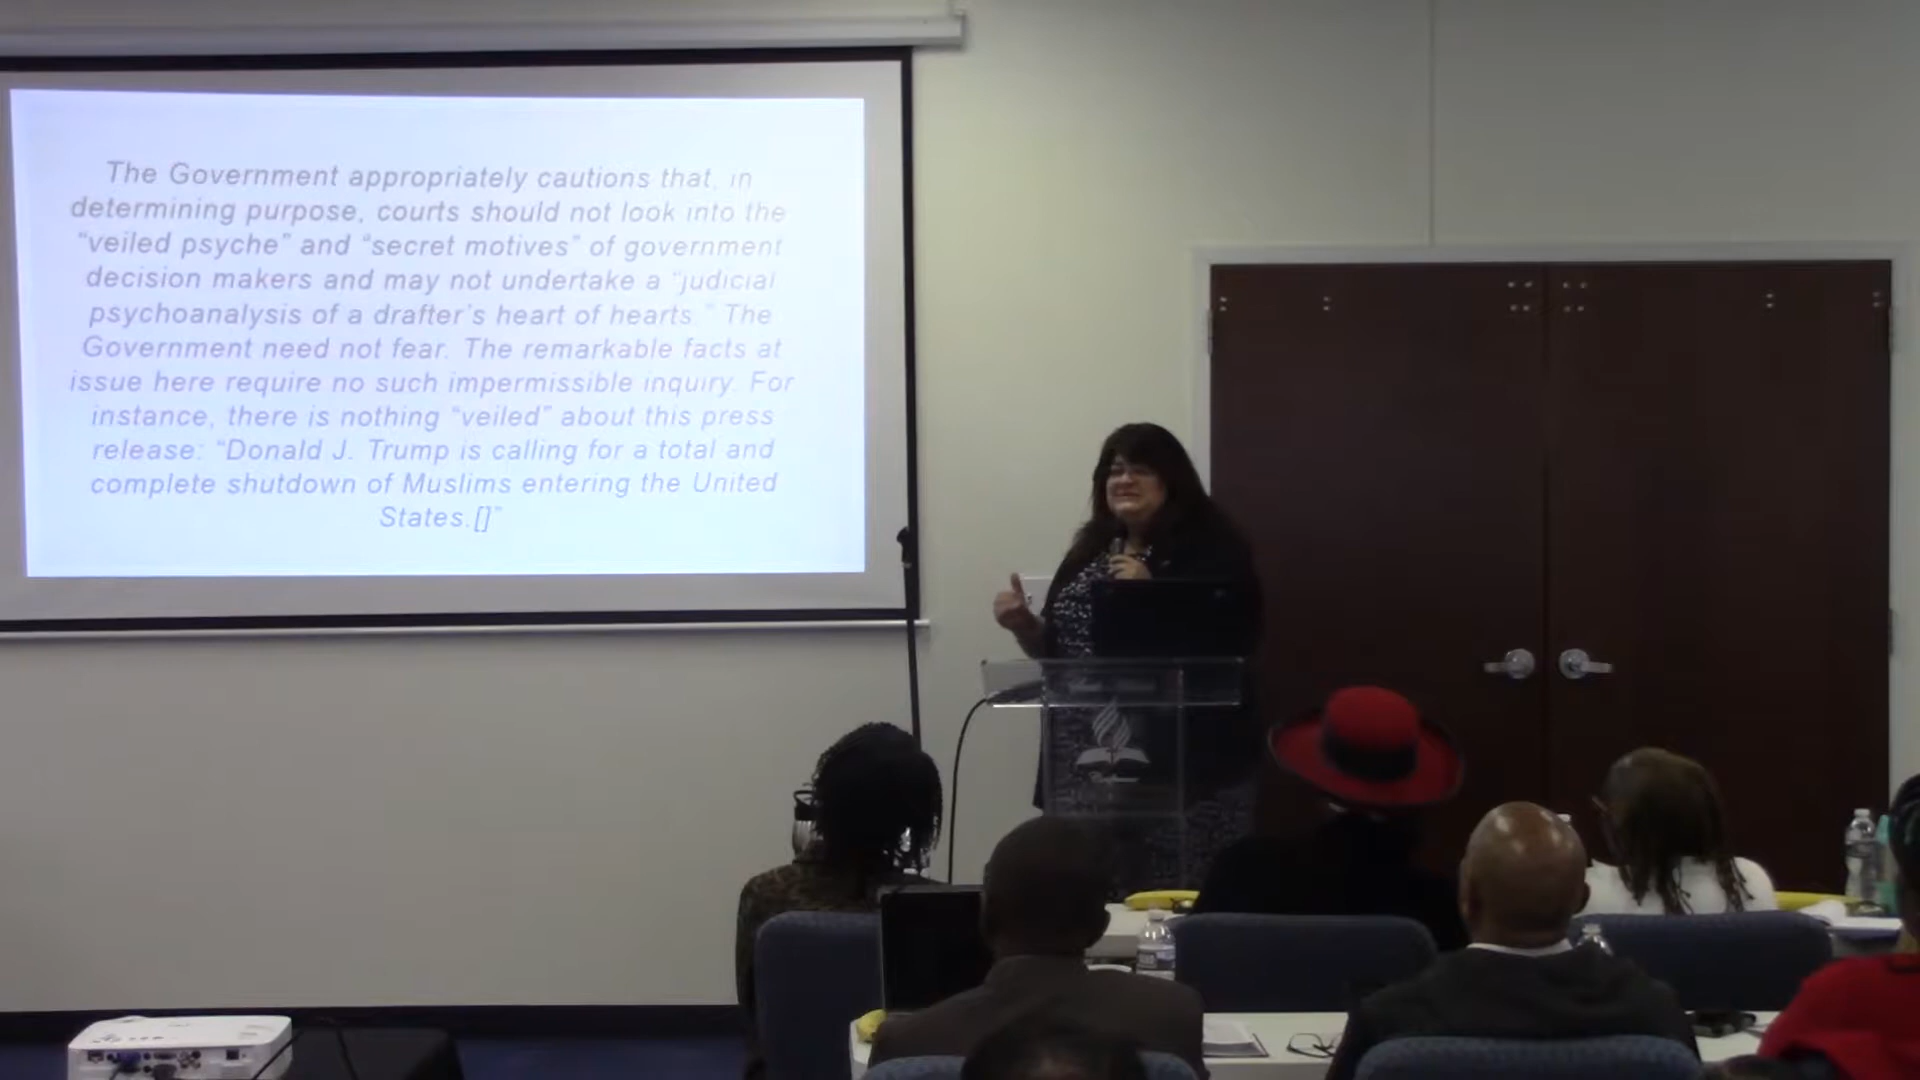 The Government appropriately cautions that, in
determining purpose, courts should not look into the
“veiled psyche” and “secret motives” of government
decision makers and may not undertake a “judicial
psychoanalysis of a drafter’s heart of hearts.” The
Government need not fear. The remarkable facts at
issue here require no such impermissible inquiry. For
instance, there is nothing “veiled” about this press
release: “Donald J. Trump is calling for a total and
complete shutdown of Muslims entering the United
States.[]”